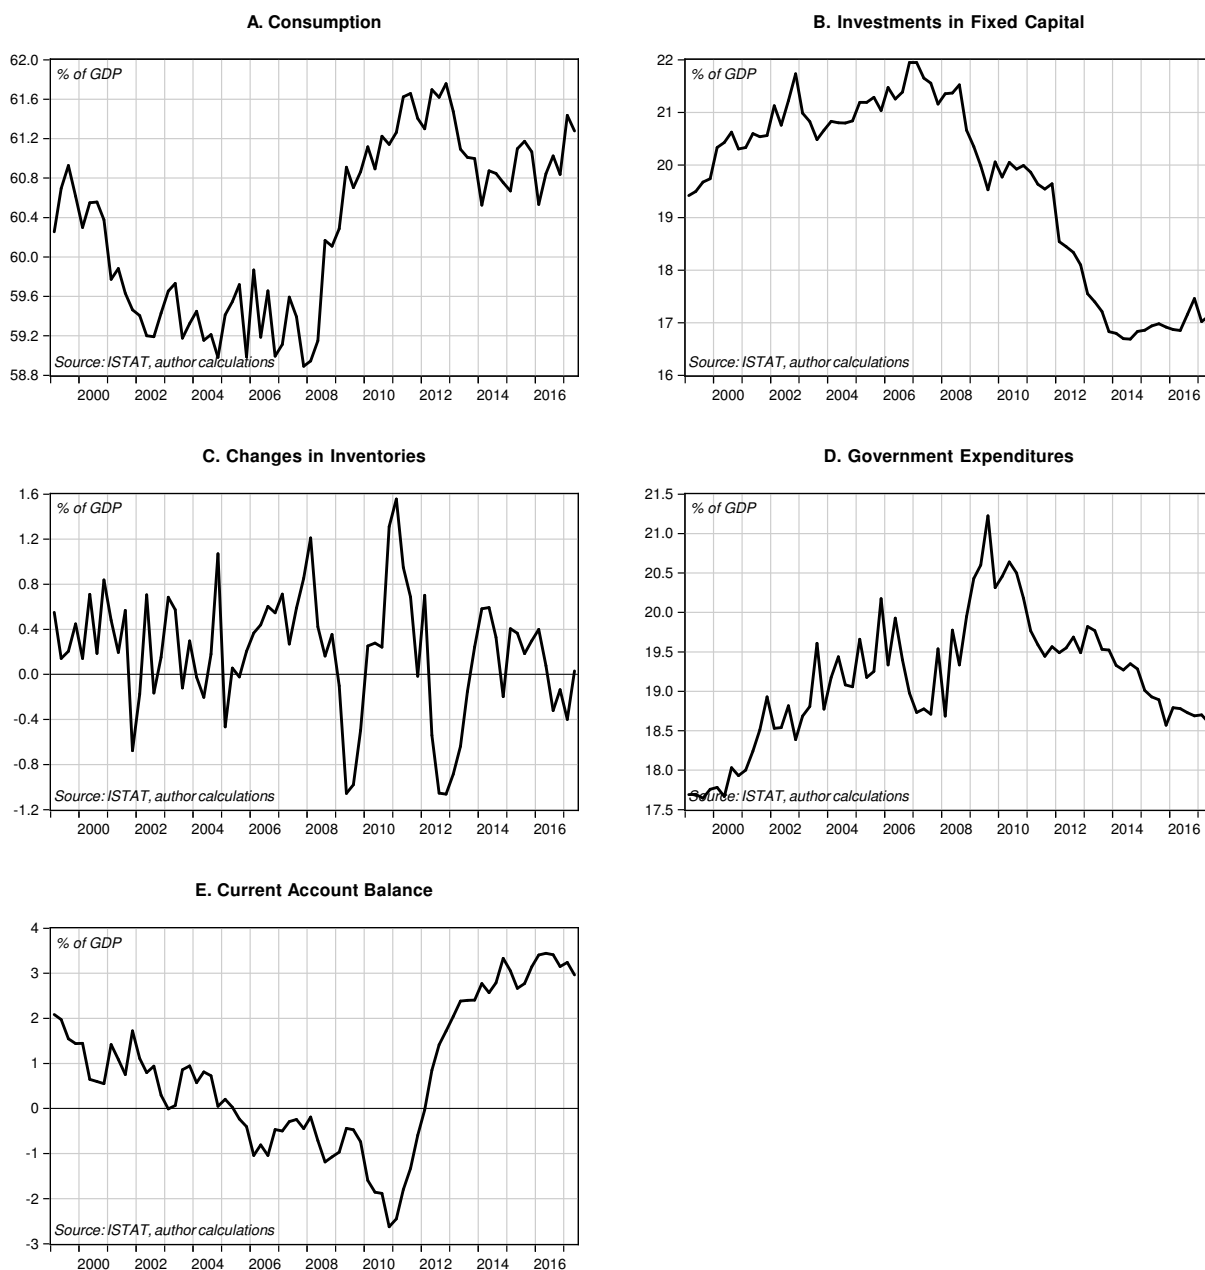 A. Consumption
62.0
% of GDP
61.6
61.2
60.8
60.4
60.0
59.6
59.2
Source: ISTAT, author calculations
58.8
2000 2002 2004 2006 2008 2010 2012 2014 2016
B. Investments in Fixed Capital
22
% of GDP
21
20
19
18
17
Source: ISTAT, author calculations
16
2000 2002 2004 2006 2008 2010 2012 2014 2016
C. Changes in Inventories
1.6
% of GDP
1.2
0.8
0.4
0.0
-0.4
-0.8
Source: ISTAT, author calculations
-1.2
2000 2002 2004 2006 2008 2010 2012 2014 2016
D. Government Expenditures
21.5
% of GDP
21.0
20.5
20.0
19.5
19.0
18.5
18.0
Source: ISTAT, author calculations
17.5
2000 2002 2004 2006 2008 2010 2012 2014 2016
E. Current Account Balance
4
% of GDP
3
2
1
0
-1
-2
Source: ISTAT, author calculations
-3
2000 2002 2004 2006 2008 2010 2012 2014 2016